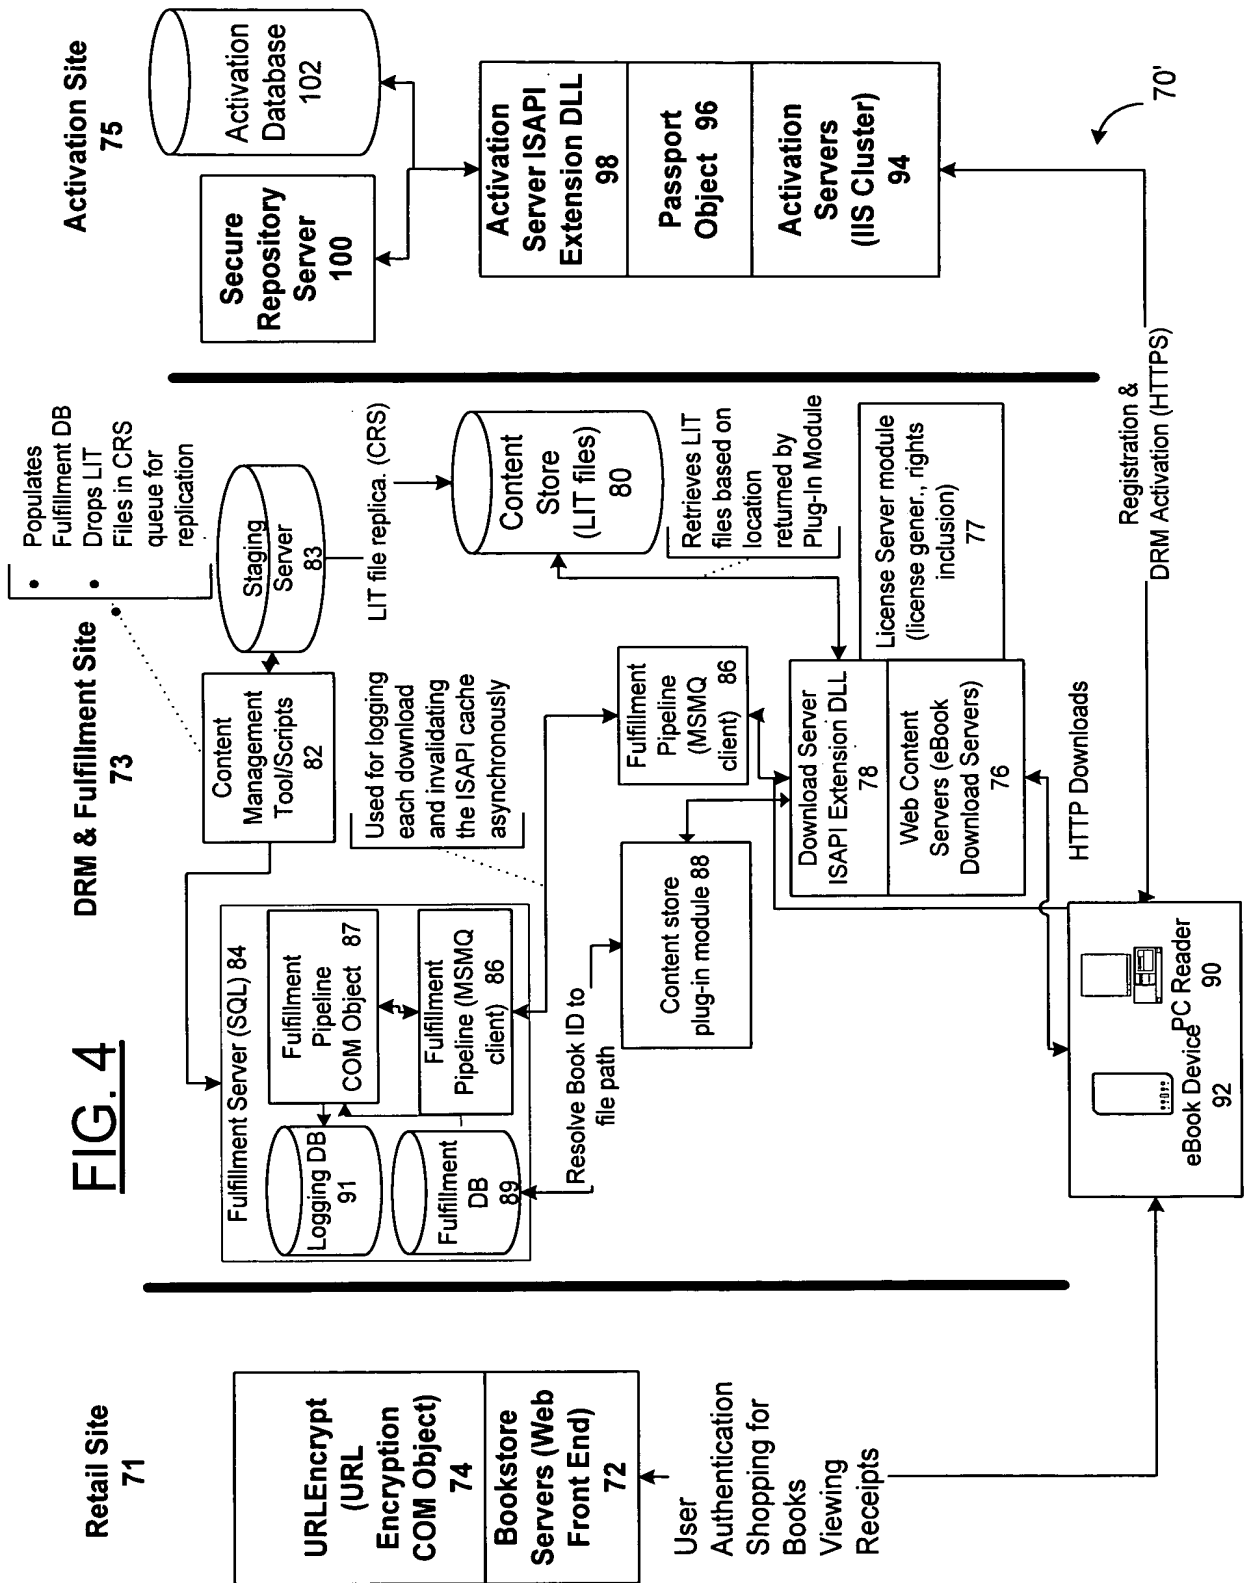 FIG. 4
Retail Site
71
URLEncrypt
(URL
Encryption
COM Object)
74
Bookstore
Servers (Web
Front End)
72
User
Authentication
Shopping for
Books
Viewing
Receipts
DRM & Fulfillment Site
73
Fulfillment Server (SQL) 84
Logging DB
91
Fulfillment
Pipeline
COM Object 87
Fulfillment
DB
89
Fulfillment
Pipeline (MSMQ
client) 86
Resolve Book ID to
file path
Content
Management
Tool/Scripts
82
• Populates
Fulfillment DB
• Drops LIT
Files in CRS
queue for
replication
Staging
Server
83
LIT file replica. (CRS)
Used for logging
each download
and invalidating
the ISAPI cache
asynchronously
Content
Store
(LIT files)
80
Fulfillment
Pipeline
(MSMQ
client) 86
Retrieves LIT
files based on
location
returned by
Plug-In Module
Content store
plug-in module 88
Download Server
ISAPI Extension DLL
78
Web Content
Servers (eBook
Download Servers)
76
License Server module
(license gener., rights
inclusion)
77
HTTP Downloads
eBook Device
92
PC Reader
90
Activation Site
75
Secure
Repository
Server
100
Activation
Database
102
Activation
Server ISAPI
Extension DLL
98
Passport
Object 96
Activation
Servers
(IIS Cluster)
94
Registration &
DRM Activation (HTTPS)
70'